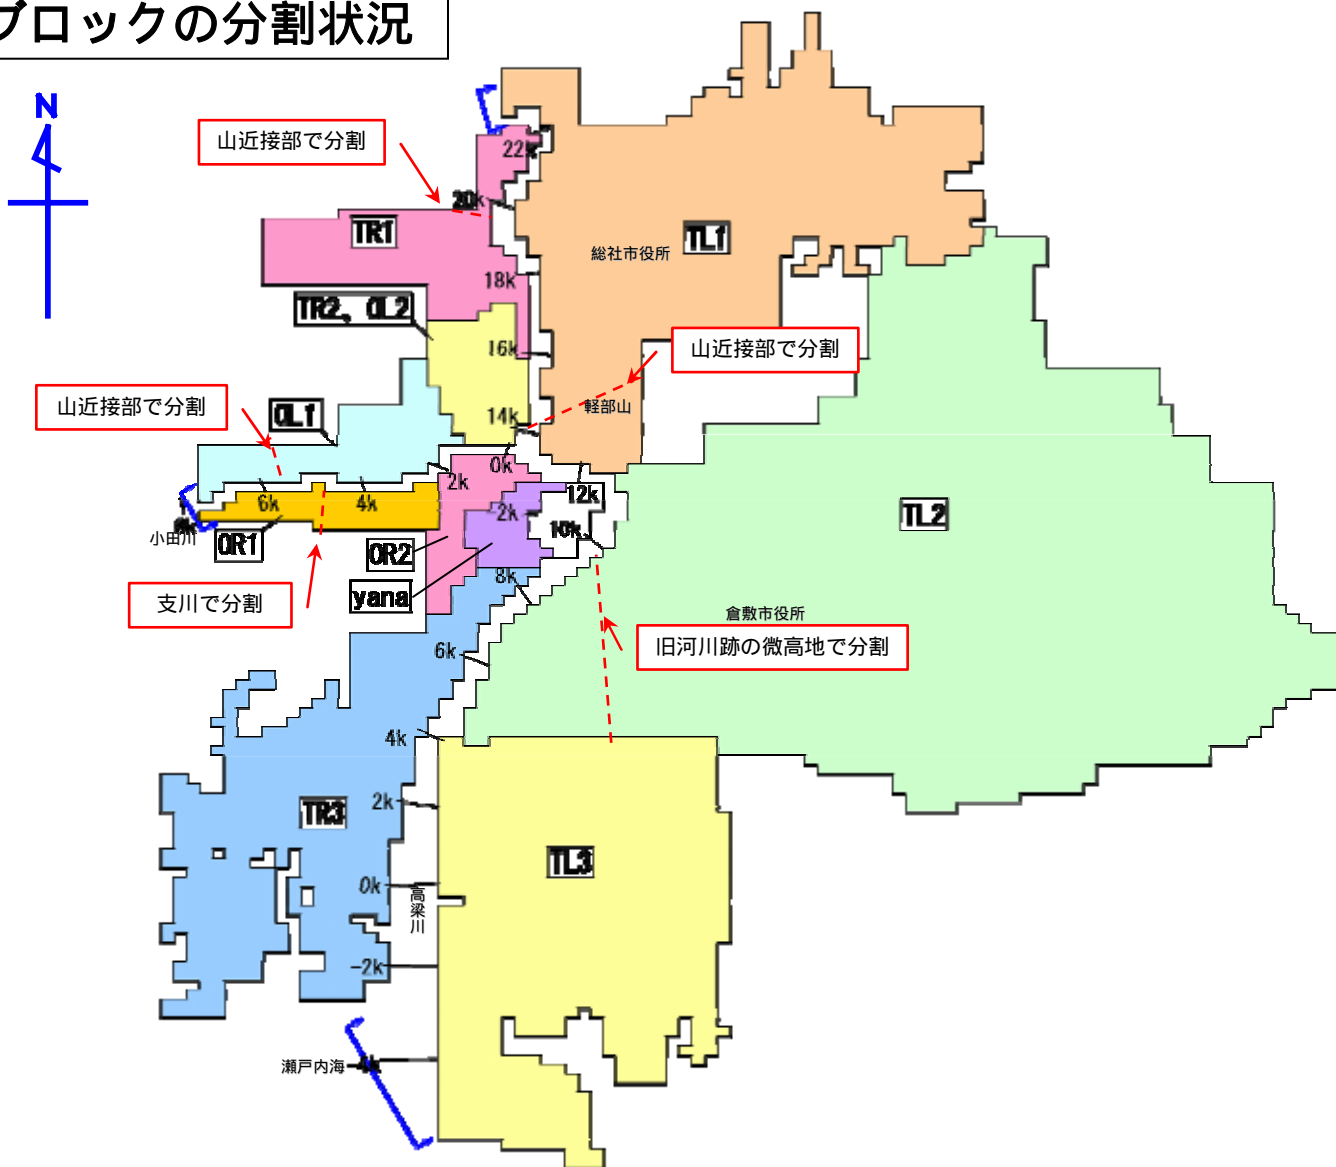 ブロックの分割状況
N
山近接部で分割
22k
20k
TR1
TL1
総社市役所
18k
TR2、OL2
山近接部で分割
16k
山近接部で分割
OL1
14k
軽部山
0k
2k
12k
6k
4k
2k
TL2
10k
小田川
OR1
OR2
8k
yana
支川で分割
倉敷市役所
旧河川跡の微高地で分割
6k
4k
2k
TR3
TL3
0k
高梁川
-2k
瀬戸内海